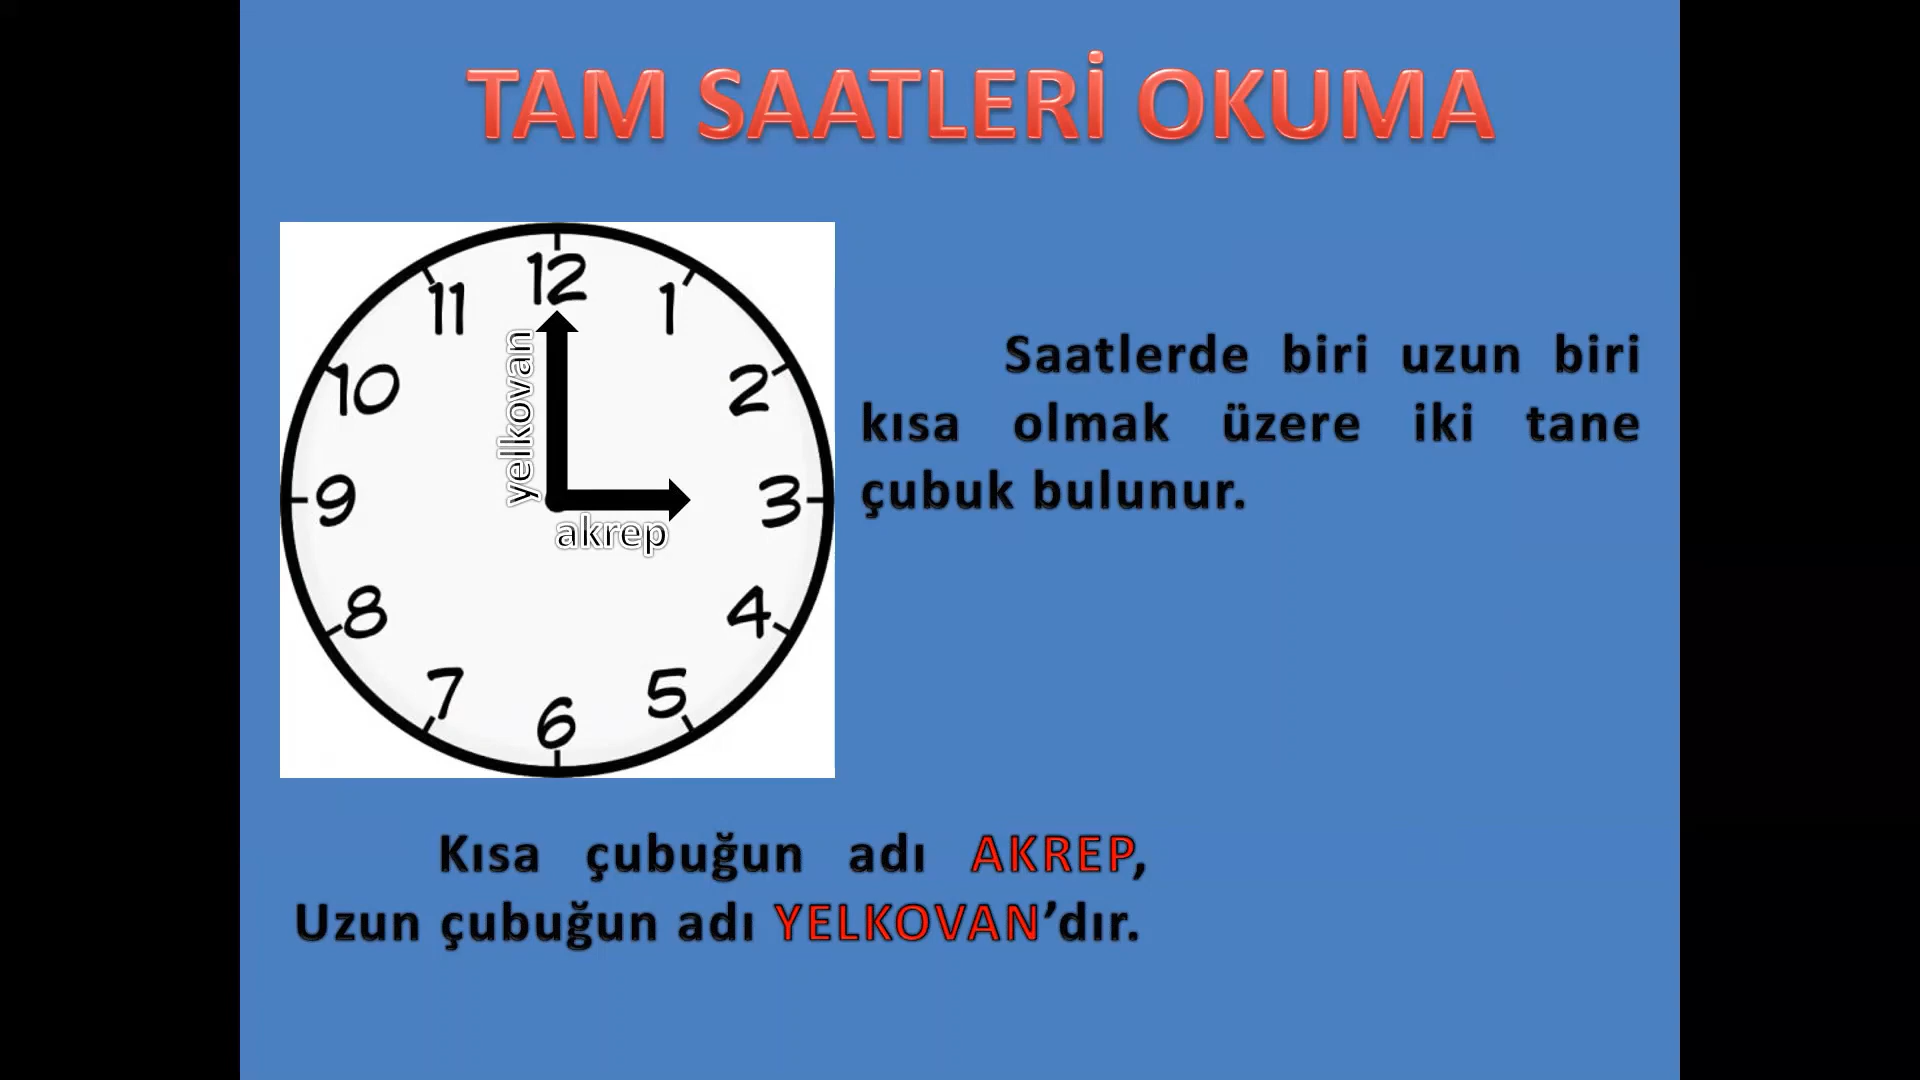 TAM SAATLERİ OKUMA
12
11
1
10
2
yelkovan
9
3
akrep
8
4
7
5
6
Saatlerde biri uzun biri
kısa olmak üzere iki tane
çubuk bulunur.
Kısa çubuğun adı AKREP,
Uzun çubuğun adı YELKOVAN’dır.